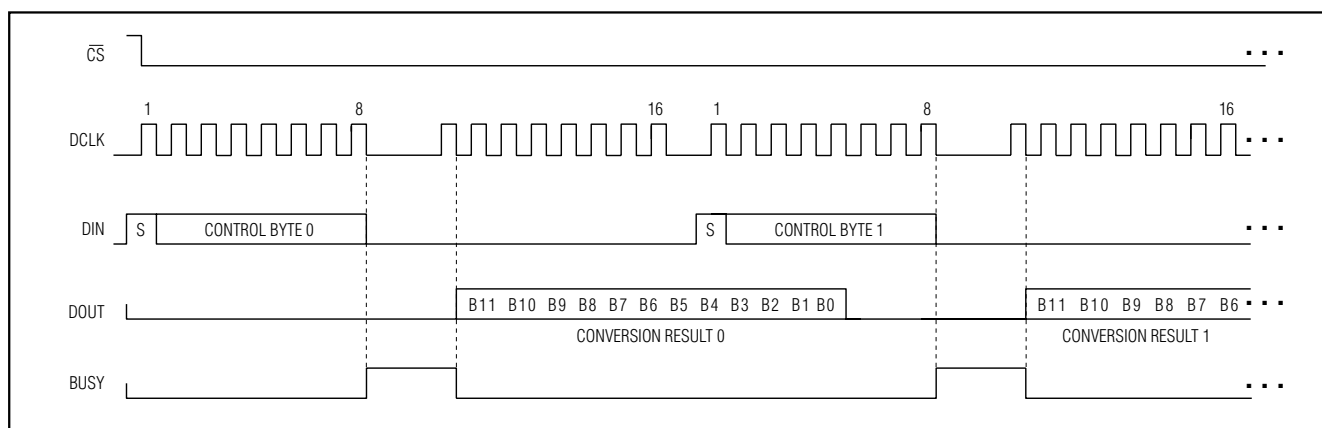 CS ...
1 8 16 1 8 16
DCLK ...
DIN S CONTROL BYTE 0 S CONTROL BYTE 1 ...
DOUT B11 B10 B9 B8 B7 B6 B5 B4 B3 B2 B1 B0 B11 B10 B9 B8 B7 B6 ...
CONVERSION RESULT 0 CONVERSION RESULT 1
BUSY ...